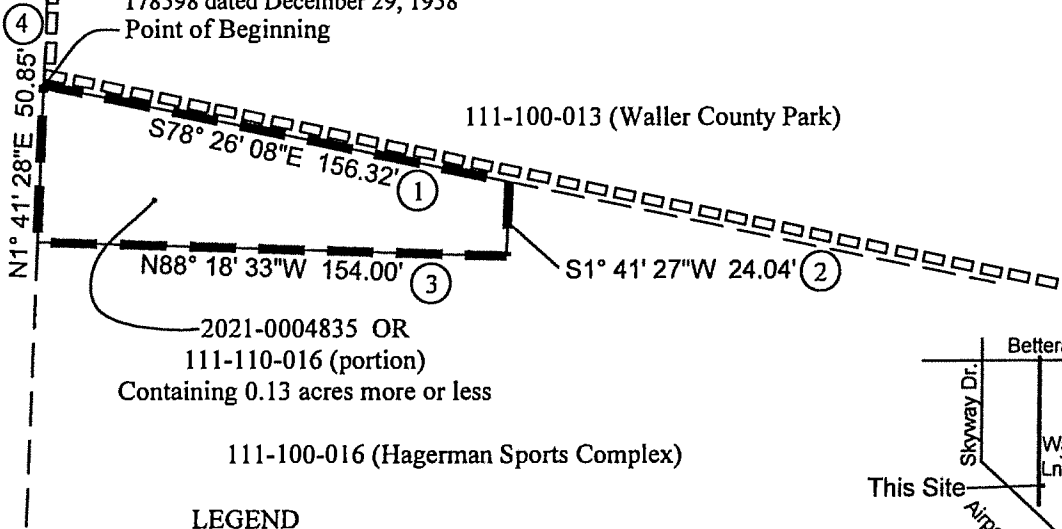 178598 dated December 29, 1958
4
Point of Beginning
N1° 41' 28"E 50.85'
111-100-013 (Waller County Park)
S78° 26' 08"E 156.32' 1
N88° 18' 33"W 154.00' 3
S1° 41' 27"W 24.04' 2
2021-0004835 OR
111-110-016 (portion)
Containing 0.13 acres more or less
111-100-016 (Hagerman Sports Complex)
LEGEND
Skyway Dr.
Ln
This Site